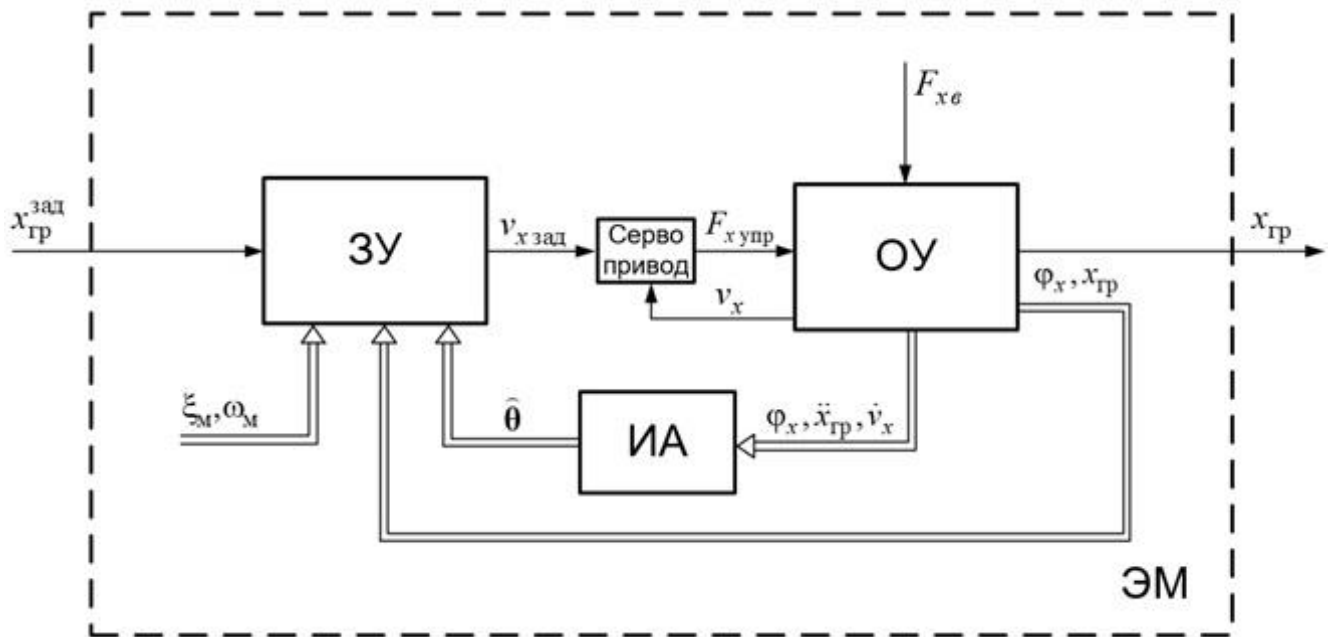 F_{x в}
x_{гр}^{зад}
ЗУ
v_{x зад}
Серво
привод
F_{x упр}
ОУ
x_{гр}
φ_x, x_{гр}
v_x
ξ_м, ω_м
θ̂
ИА
φ_x, ẍ_{гр}, v̇_x
ЭМ